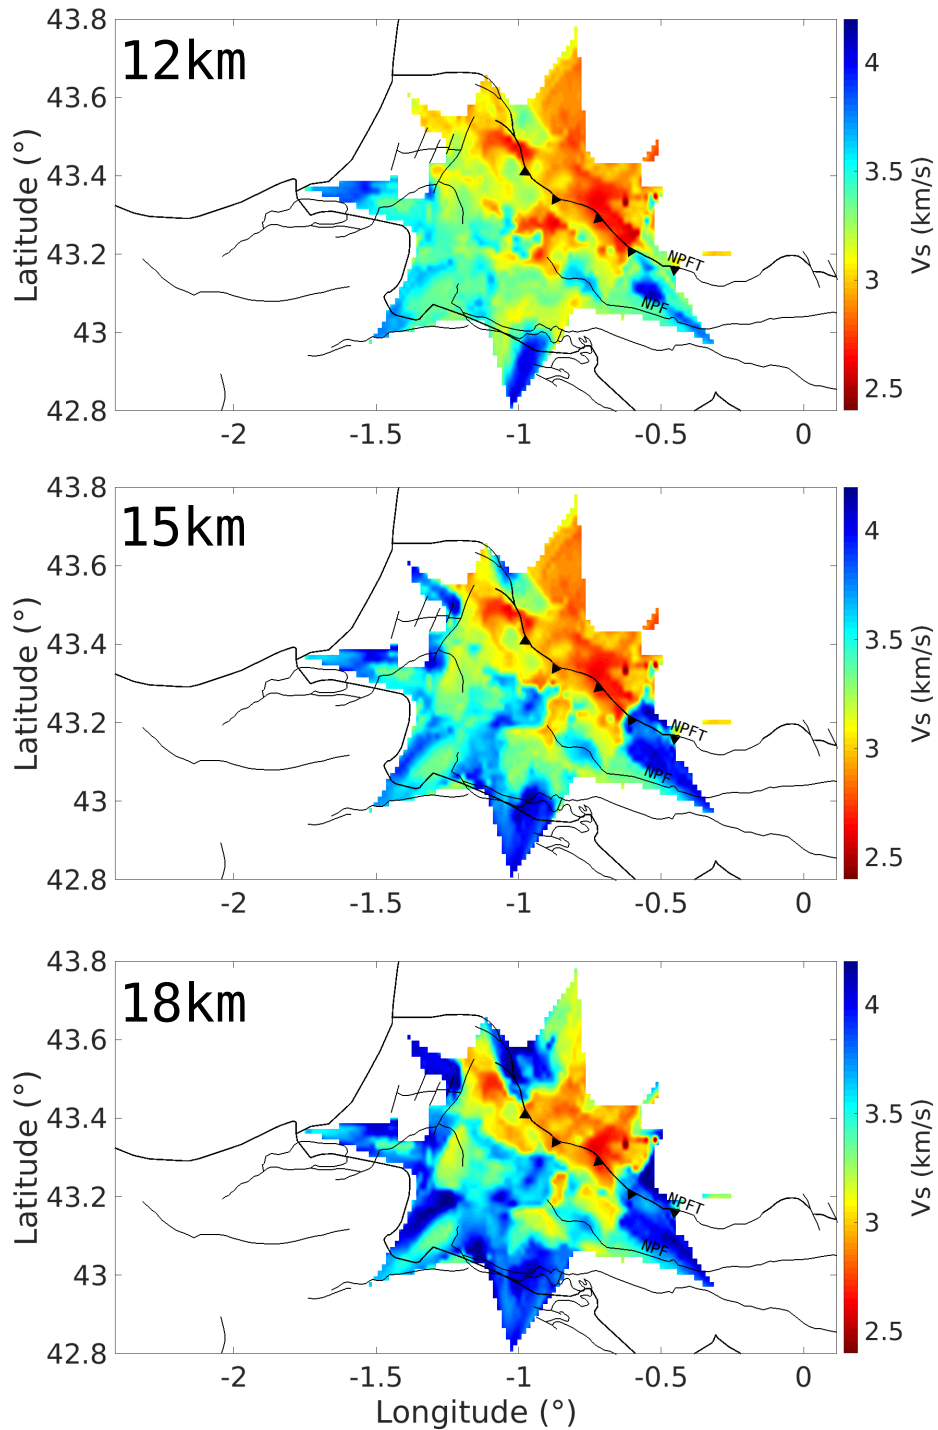 12km
43.8
43.6
43.4
43.2
43
42.8
Latitude (°)
-2
-1.5
-1
-0.5
0
NPFT
NPF
4
3.5
3
2.5
Vs (km/s)
15km
43.8
43.6
43.4
43.2
43
42.8
Latitude (°)
-2
-1.5
-1
-0.5
0
NPFT
NPF
4
3.5
3
2.5
Vs (km/s)
18km
43.8
43.6
43.4
43.2
43
42.8
Latitude (°)
-2
-1.5
-1
-0.5
0
Longitude (°)
NPFT
NPF
4
3.5
3
2.5
Vs (km/s)